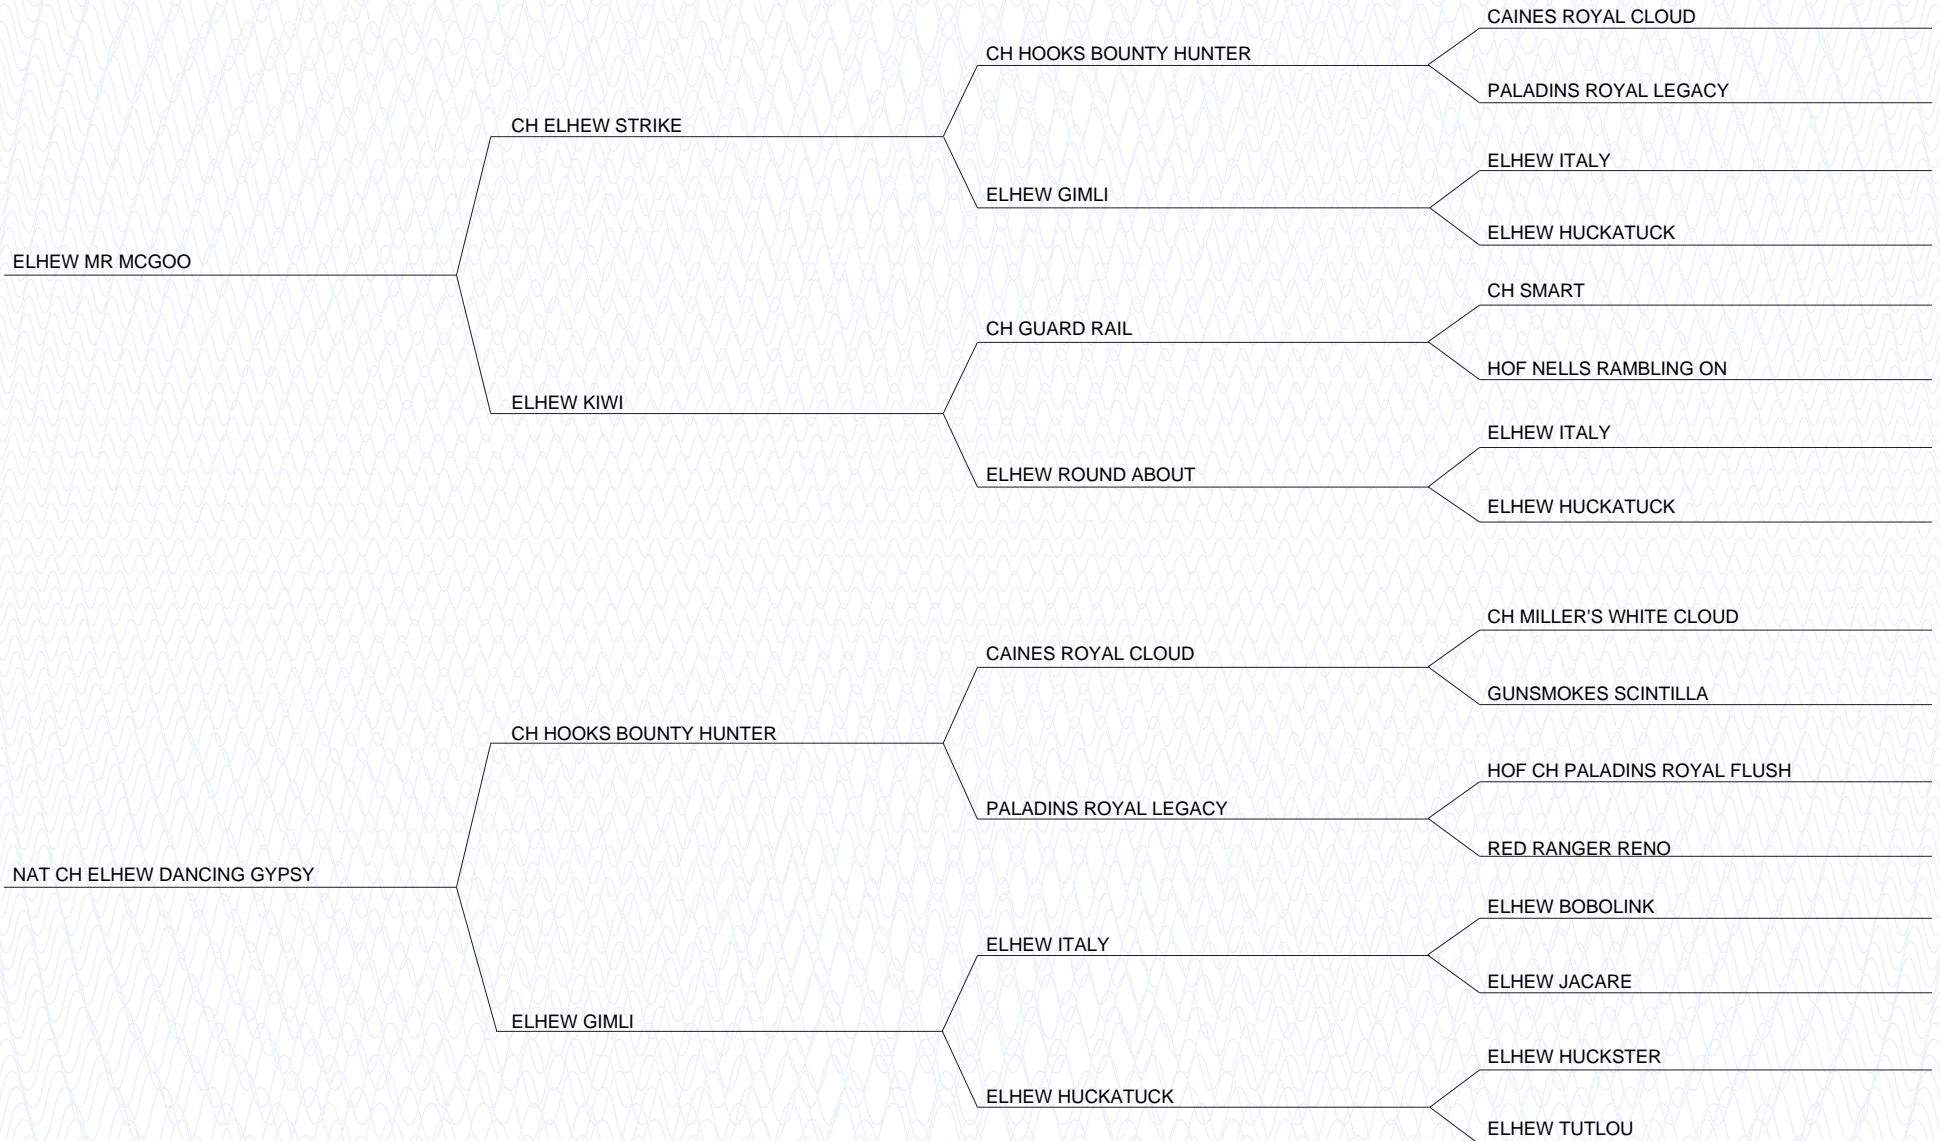 CAINES ROYAL CLOUD
CH HOOKS BOUNTY HUNTER
PALADINS ROYAL LEGACY
CH ELHEW STRIKE
ELHEW ITALY
ELHEW GIMLI
ELHEW HUCKATUCK
ELHEW MR MCGOO
CH SMART
CH GUARD RAIL
HOF NELLS RAMBLING ON
ELHEW KIWI
ELHEW ITALY
ELHEW ROUND ABOUT
ELHEW HUCKATUCK
CH MILLER'S WHITE CLOUD
CAINES ROYAL CLOUD
GUNSMOKES SCINTILLA
CH HOOKS BOUNTY HUNTER
HOF CH PALADINS ROYAL FLUSH
PALADINS ROYAL LEGACY
RED RANGER RENO
NAT CH ELHEW DANCING GYPSY
ELHEW BOBOLINK
ELHEW ITALY
ELHEW JACARE
ELHEW GIMLI
ELHEW HUCKSTER
ELHEW HUCKATUCK
ELHEW TUTLOU